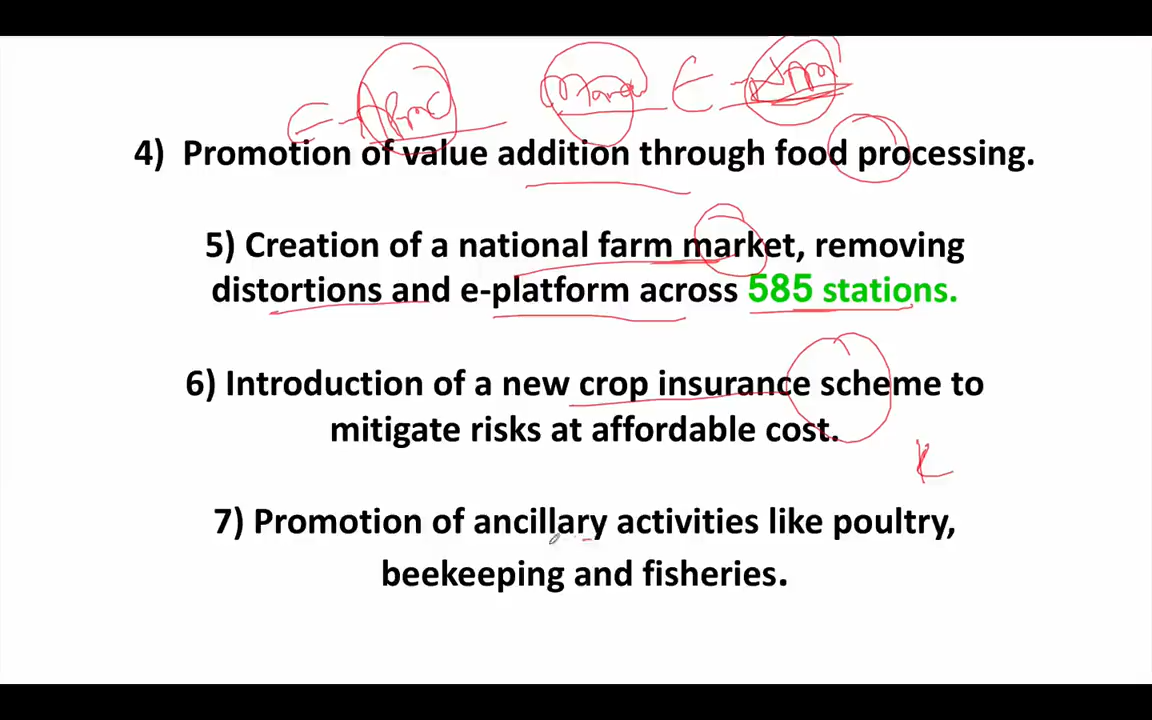 4) Promotion of value addition through food processing.
5) Creation of a national farm market, removing
distortions and e-platform across 585 stations.
6) Introduction of a new crop insurance scheme to
mitigate risks at affordable cost.
7) Promotion of ancillary activities like poultry,
beekeeping and fisheries.